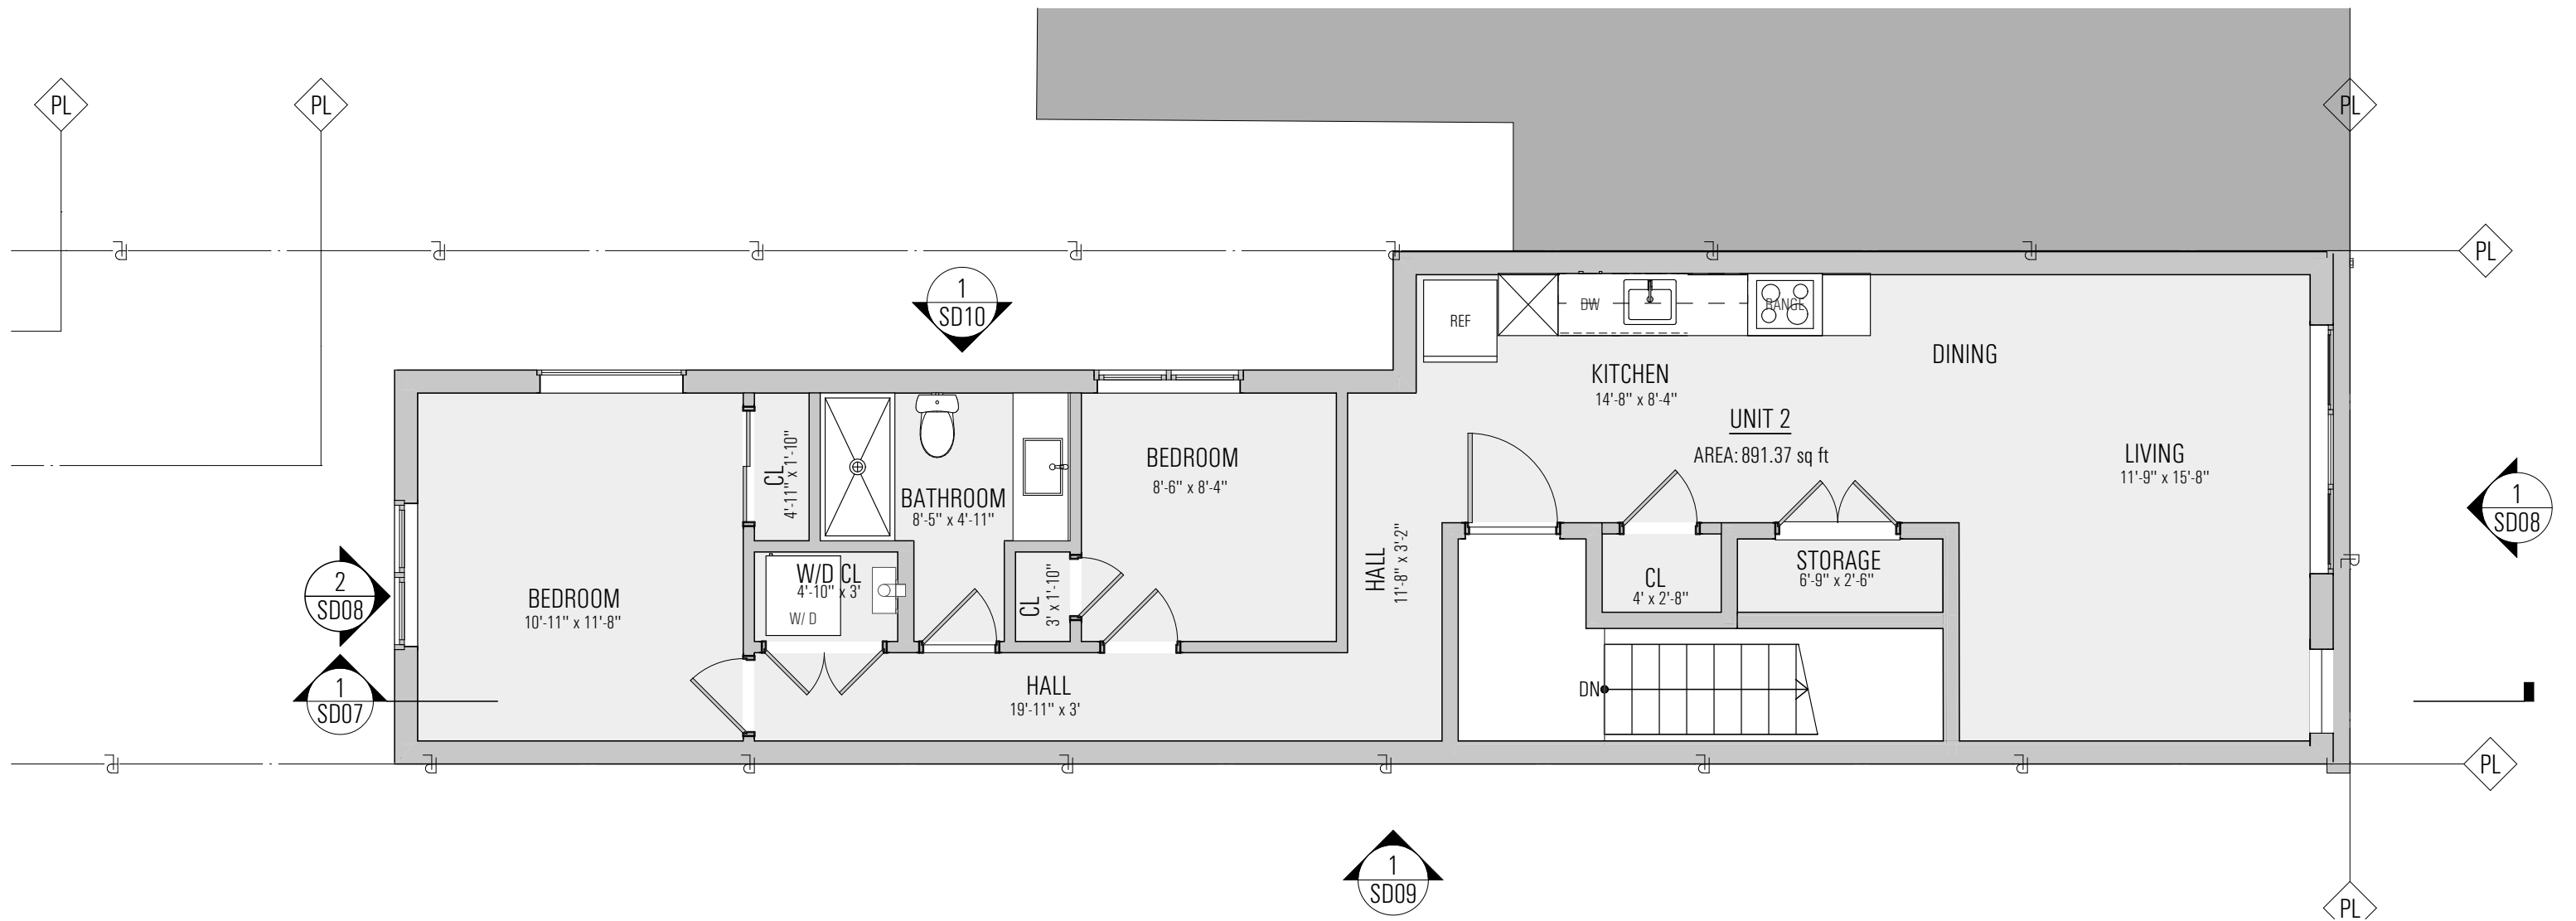 PL
PL
PL
PL
1
SD10
REF
DW
RANGE
DINING
KITCHEN
14'-8" x 8'-4"
UNIT 2
AREA: 891.37 sq ft
LIVING
11'-9" x 15'-8"
1
SD08
CL
4'-11" x 1'-10"
BATHROOM
8'-5" x 4'-11"
BEDROOM
8'-6" x 8'-4"
HALL
11'-8" x 3'-2"
2
SD08
BEDROOM
10'-11" x 11'-8"
W/D CL
4'-10" x 3'
W/ D
CL
3' x 1'-10"
CL
4' x 2'-8"
STORAGE
6'-9" x 2'-6"
1
SD07
HALL
19'-11" x 3'
DN
PL
1
SD09
PL